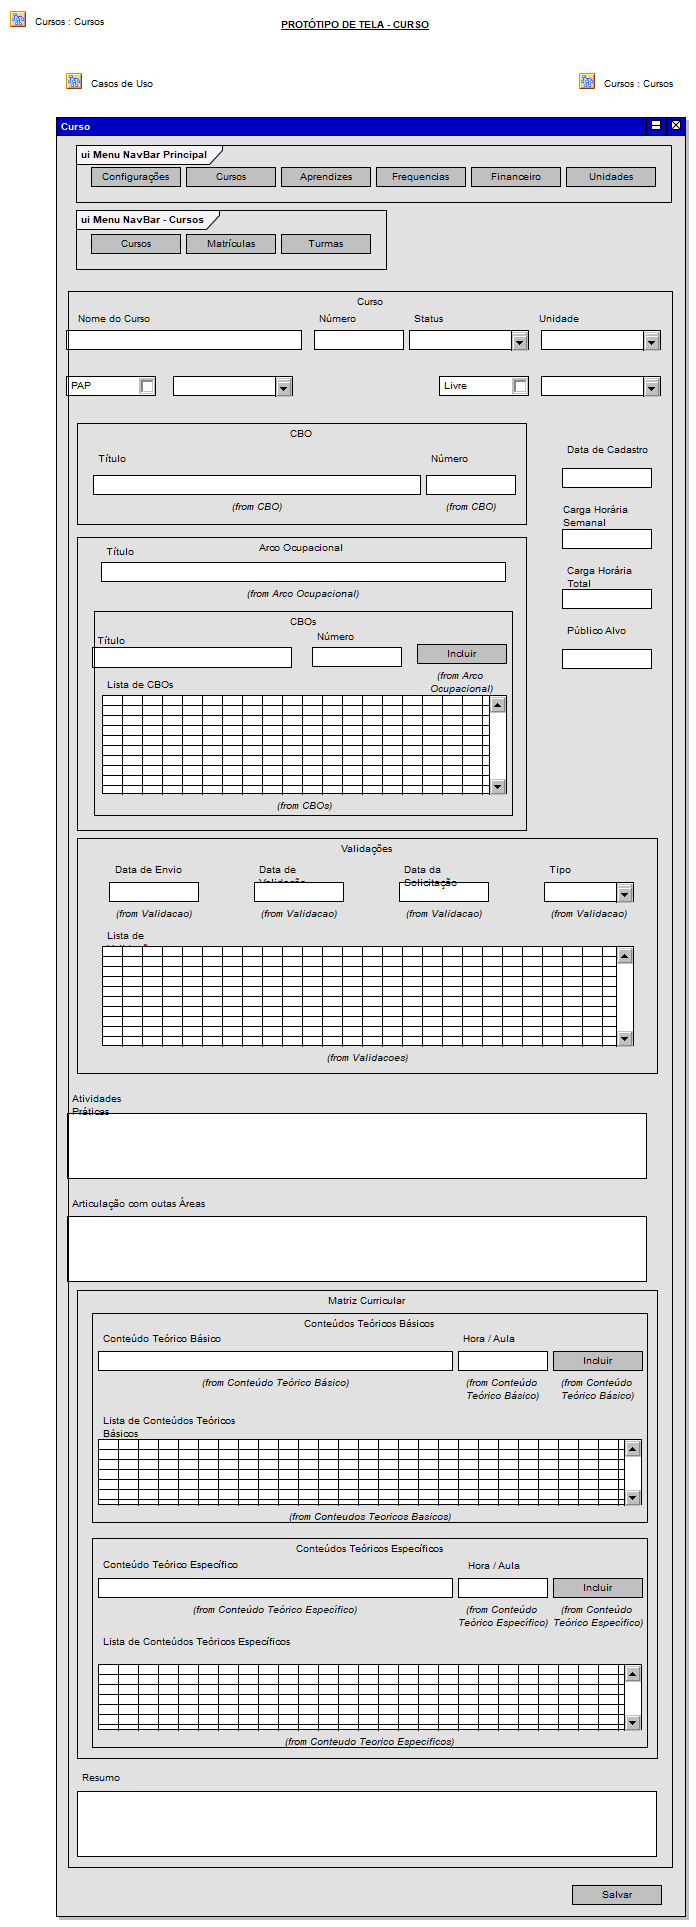 Cursos : Cursos
PROTÓTIPO DE TELA - CURSO
Casos de Uso
Cursos : Cursos
Curso
ui Menu NavBar Principal
Configurações
Cursos
Aprendizes
Frequencias
Financeiro
Unidades
ui Menu NavBar - Cursos
Cursos
Matrículas
Turmas
Curso
Nome do Curso
Número
Status
Unidade
PAP
Livre
CBO
Título
Número
(from CBO)
(from CBO)
Data de Cadastro
Carga Horária
Semanal
Carga Horária
Total
Público Alvo
Arco Ocupacional
Título
(from Arco Ocupacional)
CBOs
Título
Número
Incluir
(from Arco
Ocupacional)
Lista de CBOs
(from CBOs)
Validações
Data de Envio
Data de
Data da
Solicitação
Tipo
(from Validacao)
(from Validacao)
(from Validacao)
(from Validacao)
Lista de
(from Validacoes)
Atividades
Práticas
Articulação com outas Áreas
Matriz Curricular
Conteúdos Teóricos Básicos
Conteúdo Teórico Básico
Hora / Aula
Incluir
(from Conteúdo Teórico Básico)
(from Conteúdo
Teórico Básico)
(from Conteúdo
Teórico Básico)
Lista de Conteúdos Teóricos
Básicos
(from Conteudos Teoricos Basicos)
Conteúdos Teóricos Específicos
Conteúdo Teórico Específico
Hora / Aula
Incluir
(from Conteúdo Teórico Específico)
(from Conteúdo
Teórico Específico)
(from Conteúdo
Teórico Específico)
Lista de Conteúdos Teóricos Específicos
(from Conteudo Teorico Especificos)
Resumo
Salvar